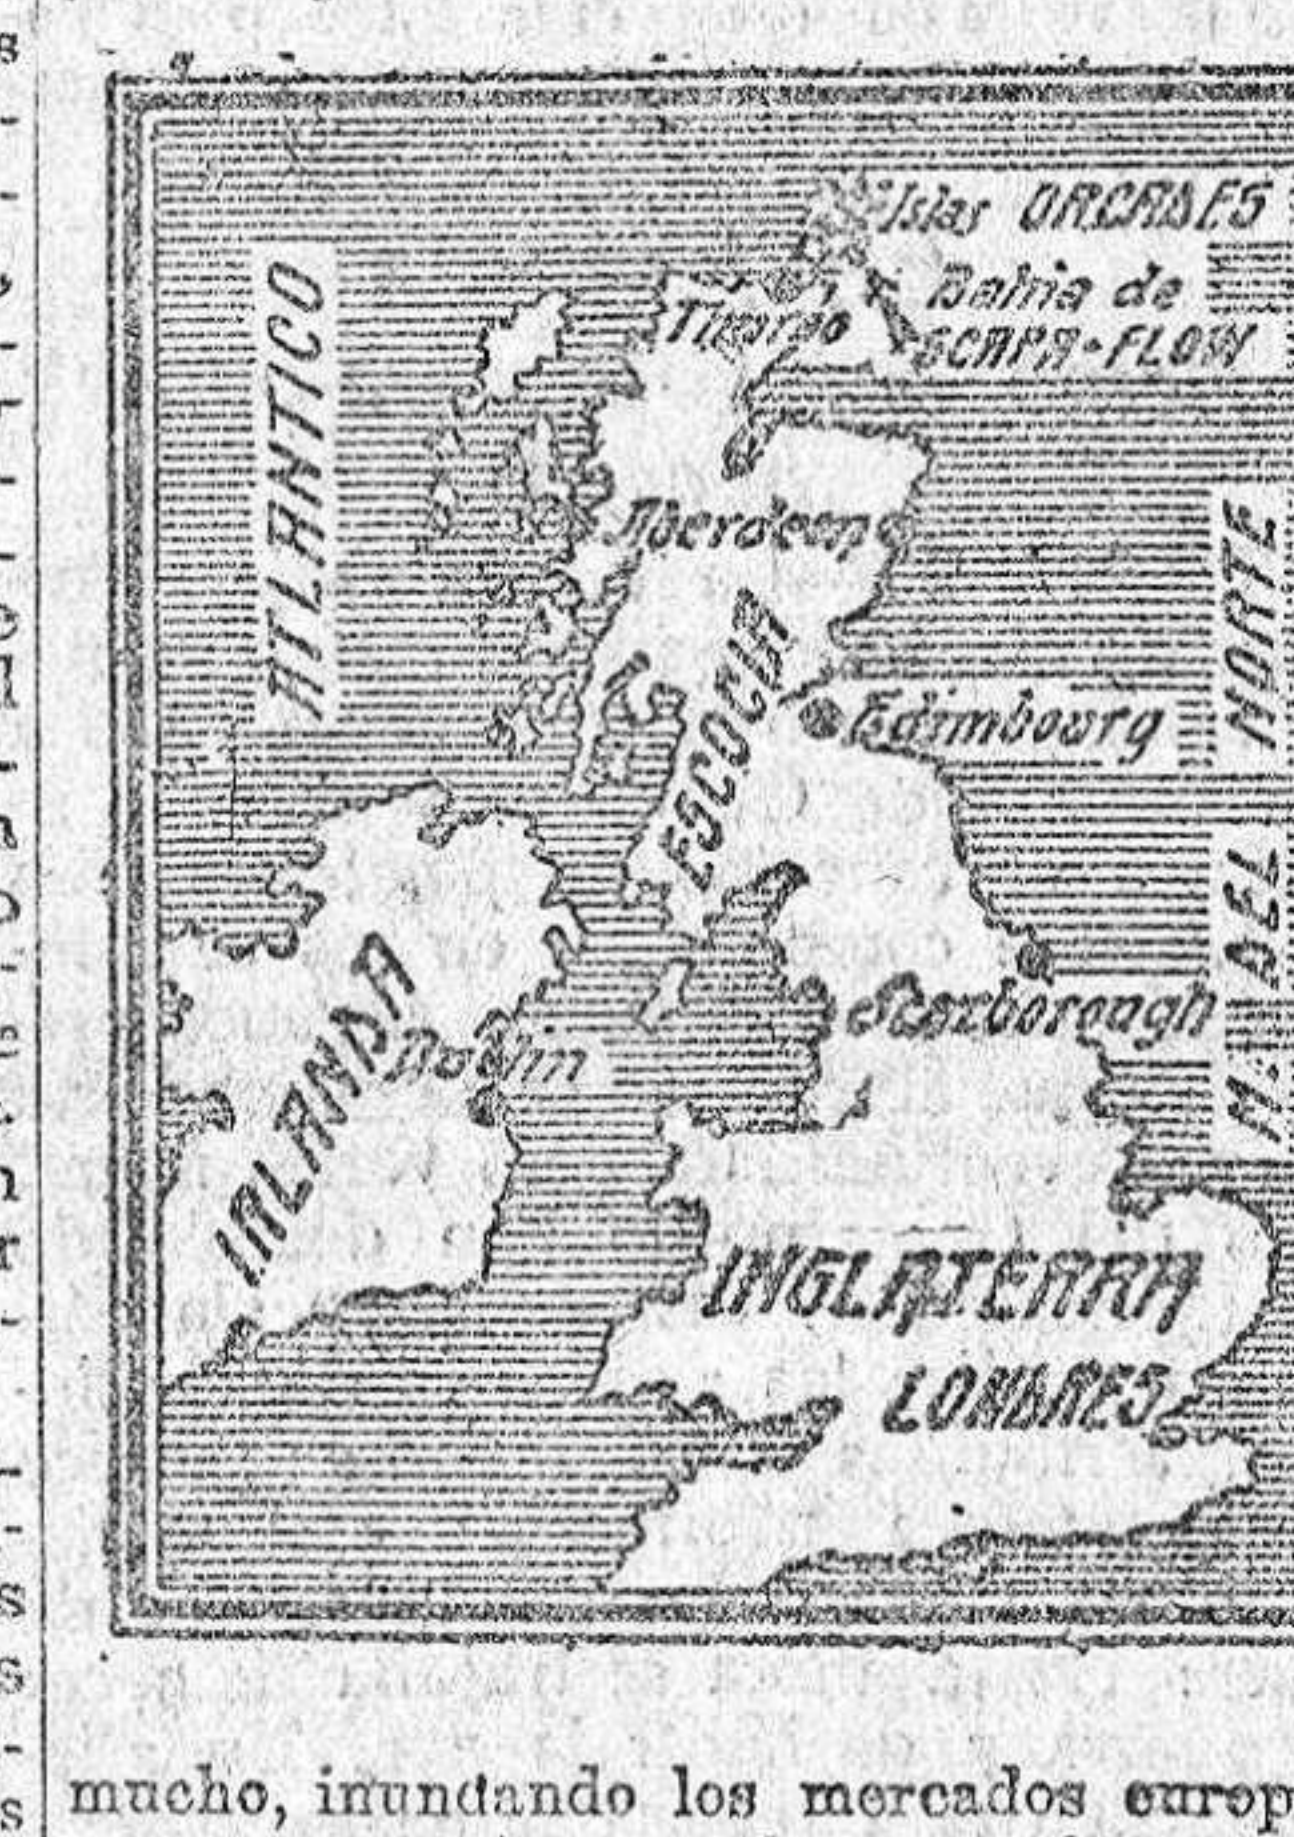 Islas ORCADES
Bahia de
SCAPA-FLOW
Thurso
ATLANTICO
Aberdeen
MAR DEL NORTE
ESCOCIA
Edimbourg
Scarborough
IRLANDA
Dublin
INGLATERRA
LONDRES
mucho, inundando los mercados europ